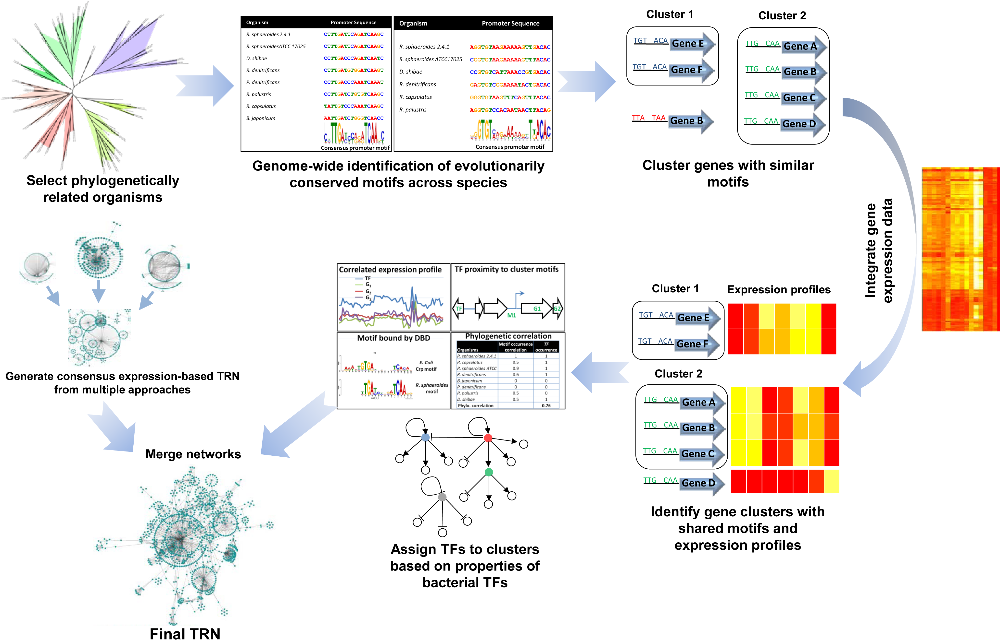 Organism Promoter Sequence
R. sphaeroides 2.4.1 CTTTGATTCAGATCAAGC
R. sphaeroidesATCC 17025 CTTTGATTCAGATCAAGC
D. shibae CCTTGACCCAGATCAATC
R. denitrificans CTTTGATGTGGATCAAGT
P. denitrificans CCTTGACCCAAATCAAAT
R. palustris CCTTGATCTGTGTCAAGC
R. capsulatus TATTGTCCCAAATCAAGC
B. japonicum AATTGATCTGGGTCAACC
Consensus promoter motif
Organism Promoter Sequence
R. sphaeroides 2.4.1 AGGTGTAAGAAAAAGTTGACAC
R. sphaeroides ATCC17025 CGGTGTAAGAAAAAGTTTACAC
D. shibae CCGTGTCATTAAACCGTGACAC
R. denitrificans GAGTGTCGGAAAATACTGACAC
R. capsulatus GGGTGTAAGTTTCAGTTTACAC
R. palustris AGGTGTCCACAATAACTTACAG
Consensus promoter motif
Cluster 1
TGT ACA Gene E
TGT ACA Gene F
TTA TAA Gene B
Cluster 2
TTG CAA Gene A
TTG CAA Gene B
TTG CAA Gene C
TTG CAA Gene D
Select phylogenetically
related organisms
Genome-wide identification of evolutionarily
conserved motifs across species
Cluster genes with similar
motifs
Integrate gene
expression data
Cluster 1 Expression profiles
TGT ACA Gene E
TGT ACA Gene F
Cluster 2
TTG CAA Gene A
TTG CAA Gene B
TTG CAA Gene C
TTG CAA Gene D
Identify gene clusters with
shared motifs and
expression profiles
Correlated expression profile
TF
G1
G2
G3
TF proximity to cluster motifs
TF M1 G1 G2
Motif bound by DBD
E. Coli
Crp motif
R. sphaeroides
motif
Phylogenetic correlation
Organisms Motif occurrence correlation TF occurrence
R. sphaeroides 2.4.1 1 1
R. capsulatus 0.5 1
R. sphaeroides ATCC 0.9 1
R. denitrificans 0.6 1
B. japonicum 0 0
P. denitrificans 0 0
R. palustris 0.5 0
D. shibae 0.5 1
Phylo. correlation 0.76
Assign TFs to clusters
based on properties of
bacterial TFs
Generate consensus expression-based TRN
from multiple approaches
Merge networks
Final TRN